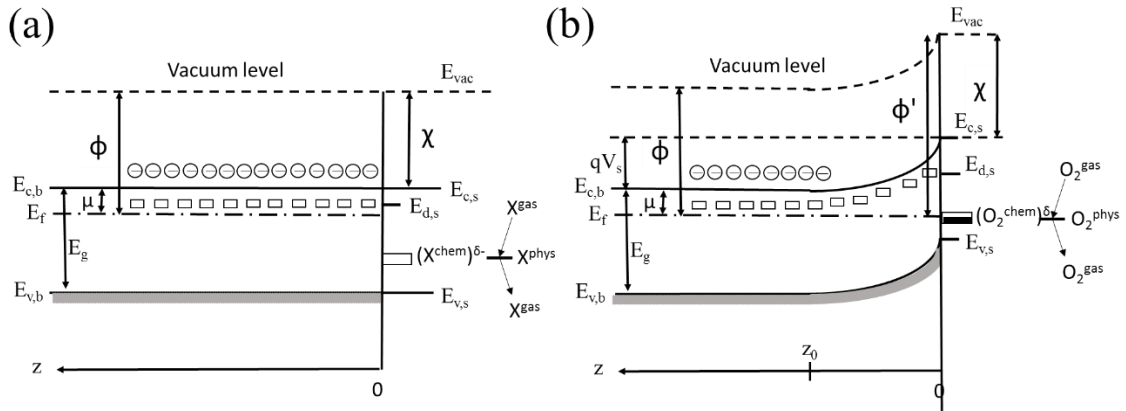 (a)
Vacuum level
E_vac
ϕ
χ
E_c,b
E_c,s
μ
E_f
E_d,s
X^gas
E_g
(X^chem)^δ-
X^phys
E_v,b
E_v,s
X^gas
z
0
(b)
E_vac
Vacuum level
ϕ'
χ
E_c,s
ϕ
qV_s
E_d,s
E_c,b
O_2^gas
μ
E_f
(O_2^chem)^δ-
O_2^phys
E_g
E_v,s
O_2^gas
E_v,b
z_0
z
0